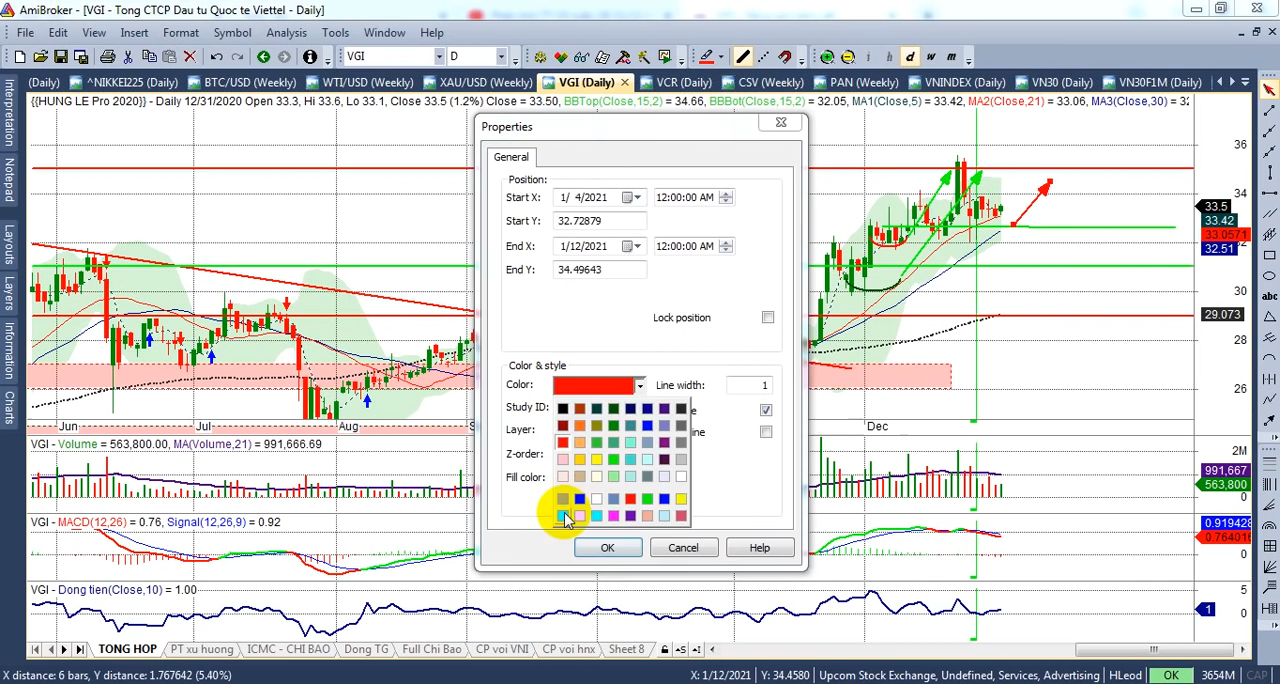 AmiBroker - [VGI - Tong CTCP Dau tu Quoc te Viettel - Daily]
File Edit View Insert Format Symbol Analysis Tools Window Help
VGI D i h d w m
(Daily) ^NIKKEI225 (Daily) BTC/USD (Weekly) WTI/USD (Weekly) XAU/USD (Weekly) VGI (Daily) VCR (Daily) CSV (Weekly) PAN (Weekly) VNINDEX (Daily) VN30 (Daily) VN30F1M (Daily)
{{HUNG LE Pro 2020}} - Daily 12/31/2020 Open 33.3, Hi 33.6, Lo 33.1, Close 33.5 (1.2%) Close = 33.50, BBTop(Close,15,2) = 34.66, BBBot(Close,15,2) = 32.05, MA1(Close,5) = 33.42, MA2(Close,21) = 33.06, MA3(Close,30) = 32
Interpretation
Notepad
Layouts
Layers
Information
Charts
Properties
General
Position:
Start X: 1/ 4/2021 12:00:00 AM
Start Y: 32.72879
End X: 1/12/2021 12:00:00 AM
End Y: 34.49643
Lock position
Color & style
Color: Line width: 1
Study ID:
Layer:
Z-order:
Fill color:
OK Cancel Help
36
34
33.5
33.42
33.0571
32
32.51
30
29.073
28
26
abc
Jun Jul Aug S Dec
VGI - Volume = 563,800.00, MA(Volume,21) = 991,666.69
2M
991,667
563,800
VGI - MACD(12,26) = 0.76, Signal(12,26,9) = 0.92
0.919428
0.764016
0
VGI - Dong tien(Close,10) = 1.00
5
1
0
TONG HOP PT xu huong ICMC - CHI BAO Dong TG Full Chi Bao CP voi VNI CP voi hnx Sheet 8
X distance: 6 bars, Y distance: 1.767642 (5.40%) X: 1/12/2021 Y: 34.4580 Upcom Stock Exchange, Undefined, Services, Advertising HLeod OK 3654M CAP